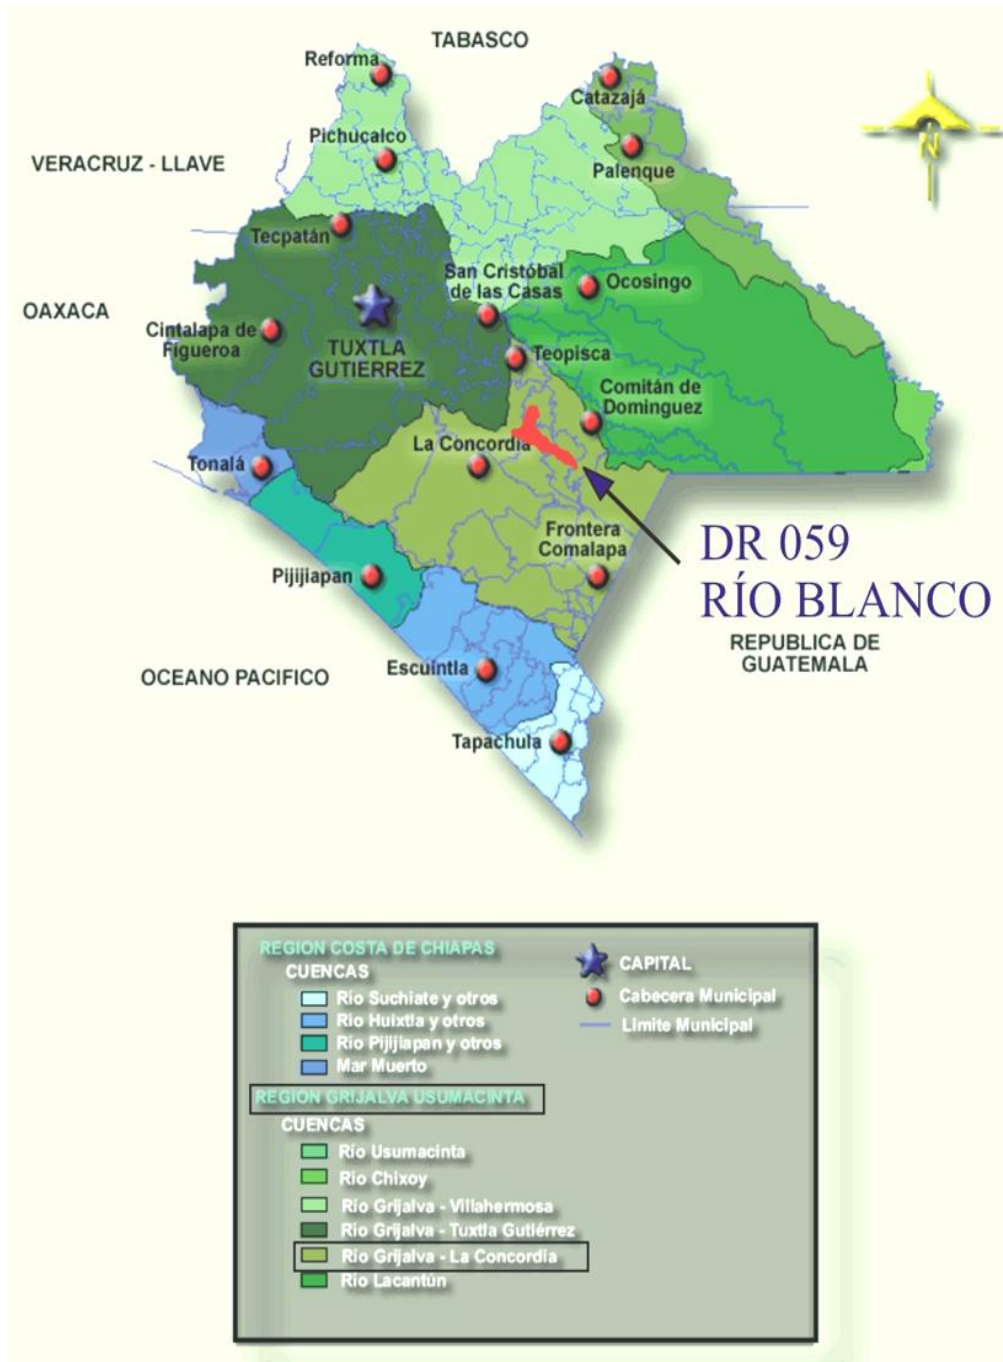 TABASCO
Reforma
Catazajá
Pichucalco
VERACRUZ - LLAVE
Palenque
N
Tecpatán
San Cristóbal
de las Casas
Ocosingo
OAXACA
Cintalapa de
Figueroa
TUXTLA
GUTIERREZ
Teopisca
Comitán de
Dominguez
La Concordia
Tonalá
DR 059
RÍO BLANCO
Frontera
Comalapa
Pijijiapan
REPUBLICA DE
GUATEMALA
Escuintla
OCEANO PACIFICO
Tapachula
REGION COSTA DE CHIAPAS
CUENCAS
Río Suchiate y otros
Río Huixtla y otros
Río Pijijiapan y otros
Mar Muerto
CAPITAL
Cabecera Municipal
Limite Municipal
REGION GRIJALVA USUMACINTA
CUENCAS
Río Usumacinta
Río Chixoy
Río Grijalva - Villahermosa
Río Grijalva - Tuxtla Gutiérrez
Río Grijalva - La Concordia
Río Lacantún